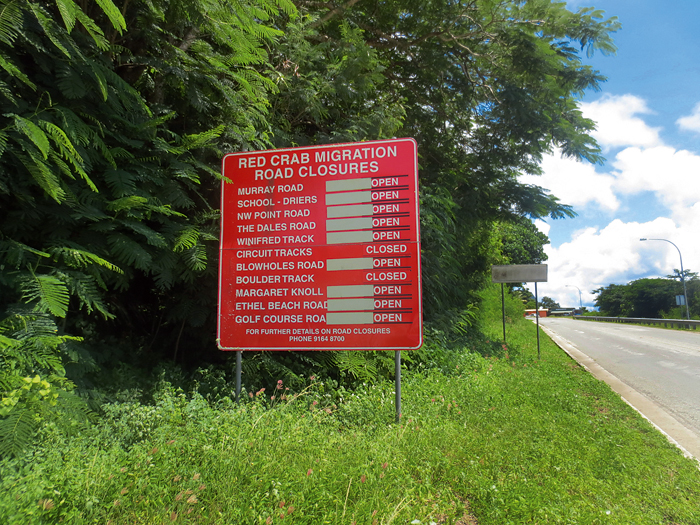 RED CRAB MIGRATION
ROAD CLOSURES
MURRAY ROAD OPEN
SCHOOL - DRIERS OPEN
NW POINT ROAD OPEN
THE DALES ROAD OPEN
WINIFRED TRACK OPEN
CIRCUIT TRACKS CLOSED
BLOWHOLES ROAD OPEN
BOULDER TRACK CLOSED
MARGARET KNOLL OPEN
ETHEL BEACH ROAD OPEN
GOLF COURSE ROA OPEN
FOR FURTHER DETAILS ON ROAD CLOSURES
PHONE 9164 8700